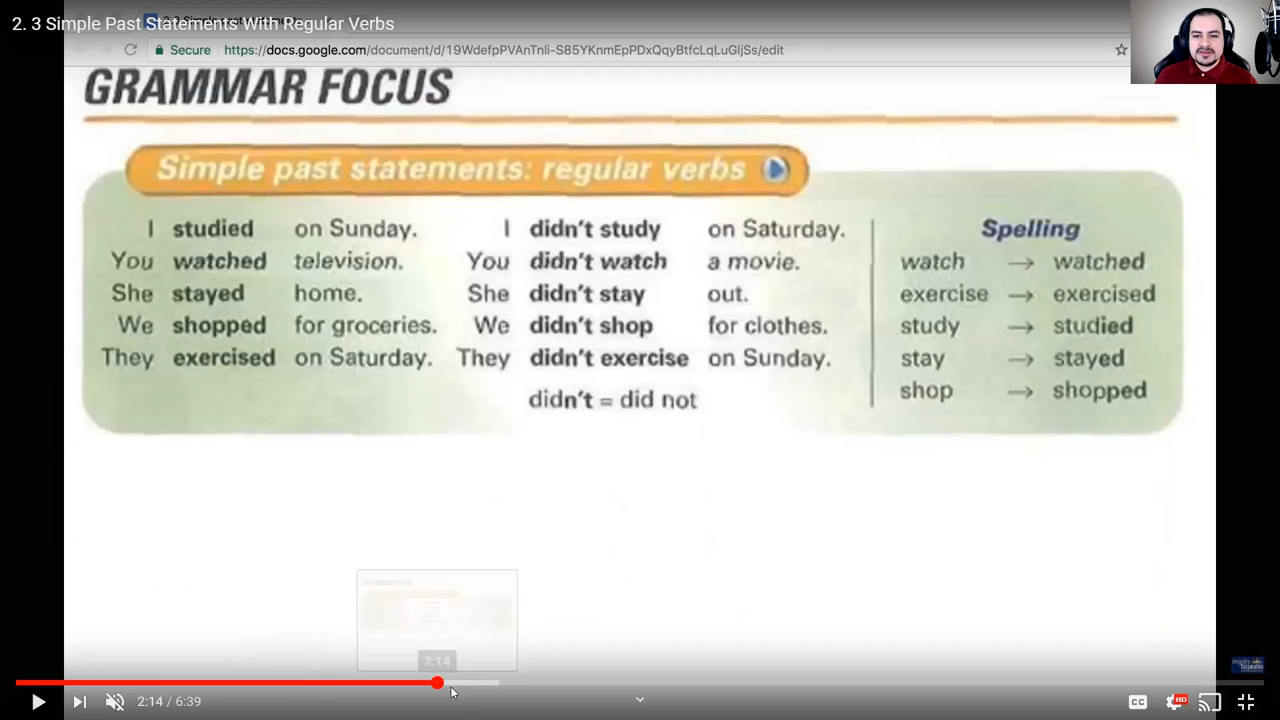 2. 3 Simple Past Statements With Regular Verbs
Secure https://docs.google.com/document/d/19WdefpPVAnTnli-S85YKnmEpPDxQqyBtfcLqLuGljSs/edit
GRAMMAR FOCUS
Simple past statements: regular verbs
I studied on Sunday. I didn't study on Saturday.
You watched television. You didn't watch a movie.
She stayed home. She didn't stay out.
We shopped for groceries. We didn't shop for clothes.
They exercised on Saturday. They didn't exercise on Sunday.
didn't = did not
Spelling
watch → watched
exercise → exercised
study → studied
stay → stayed
shop → shopped
2:14
2:14 / 6:39
CC
HD